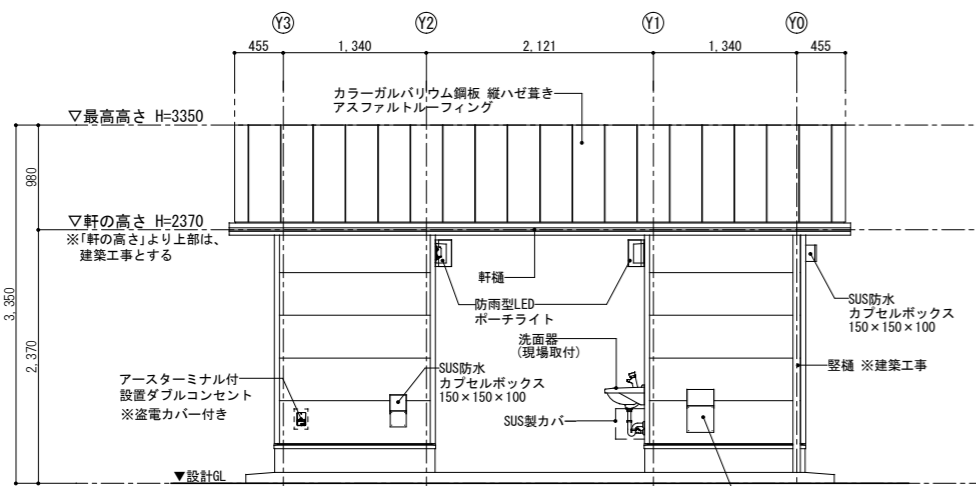 Y3 Y2 Y1 Y0
455 1,340 2,121 1,340 455
カラーガルバリウム鋼板 縦ハゼ葺き
アスファルトルーフィング
▽最高高さ H=3350
980
▽軒の高さ H=2370
※「軒の高さ」より上部は、
建築工事とする
3,350
2,370
軒樋
防雨型LED
ポーチライト
SUS防水
カプセルボックス
150×150×100
洗面器
(現場取付)
竪樋 ※建築工事
SUS防水
カプセルボックス
150×150×100
アースターミナル付
設置ダブルコンセント
※盗電カバー付き
SUS製カバー
▼設計GL